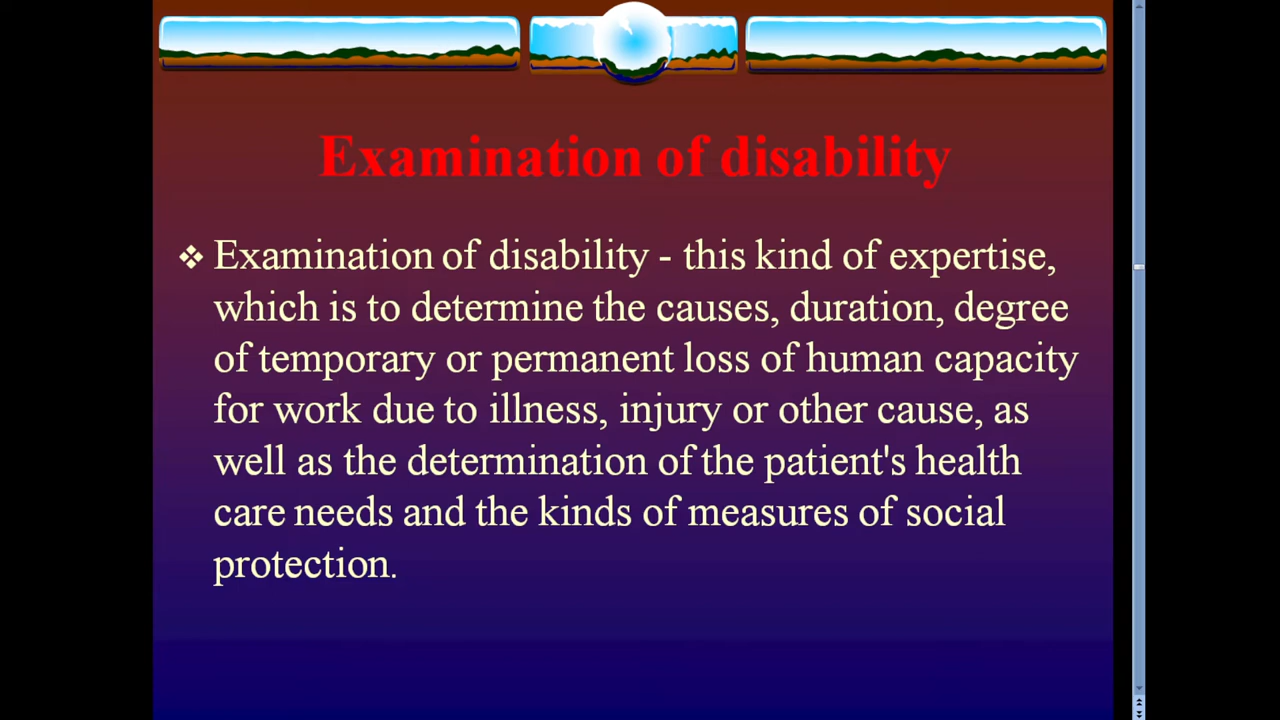 Examination of disability
❖ Examination of disability - this kind of expertise,
which is to determine the causes, duration, degree
of temporary or permanent loss of human capacity
for work due to illness, injury or other cause, as
well as the determination of the patient's health
care needs and the kinds of measures of social
protection.